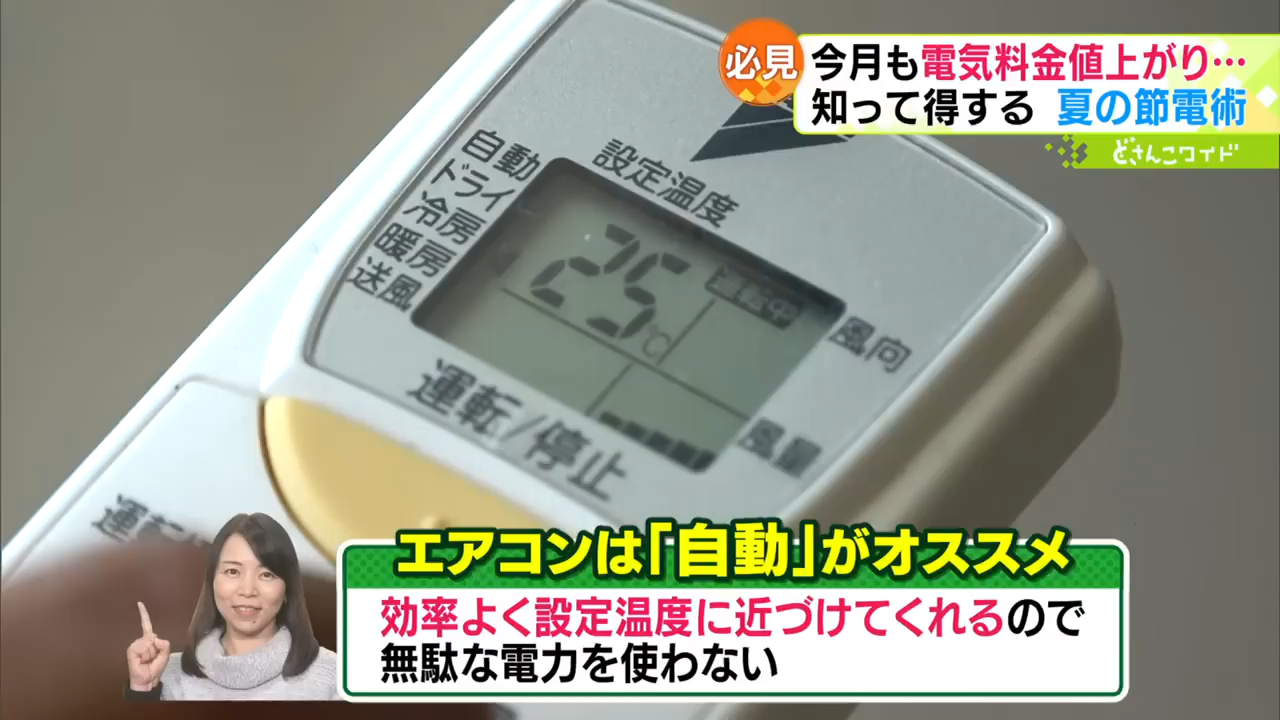 必見
今月も電気料金値上がり…
知って得する 夏の節電術
どさんこワイド
設定温度
自動
ドライ
冷房
暖房
送風
25℃
運転中
風向
風量
運転/停止
運転
エアコンは「自動」がオススメ
効率よく設定温度に近づけてくれるので
無駄な電力を使わない